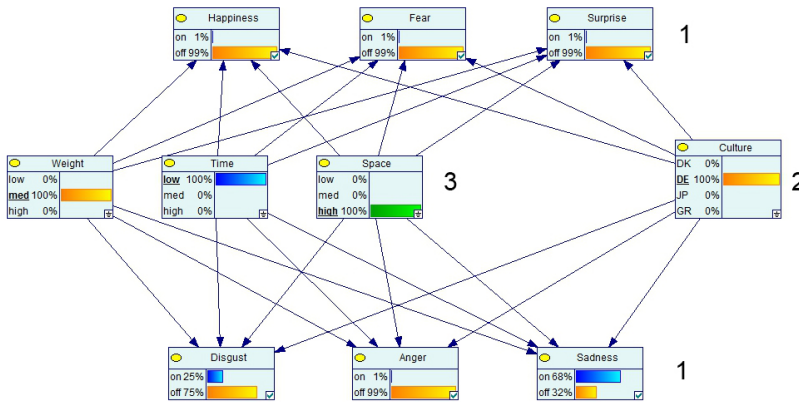 Happiness
on 1%
off 99%
Fear
on 1%
off 99%
Surprise
on 1%
off 99%
1
Weight
low 0%
med 100%
high 0%
Time
low 100%
med 0%
high 0%
Space
low 0%
med 0%
high 100%
3
Culture
DK 0%
DE 100%
JP 0%
GR 0%
2
Disgust
on 25%
off 75%
Anger
on 1%
off 99%
Sadness
on 68%
off 32%
1